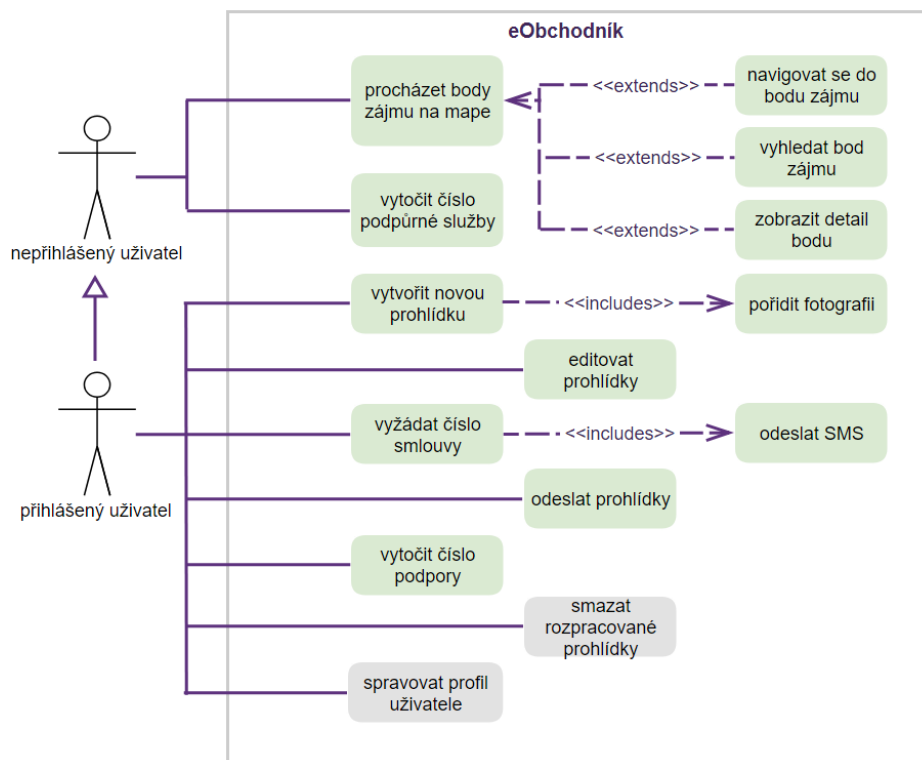 eObchodník
procházet body
zájmu na mape
<<extends>>
navigovat se do
bodu zájmu
<<extends>>
vyhledat bod
zájmu
vytočit číslo
podpůrné služby
<<extends>>
zobrazit detail
bodu
nepřihlášený uživatel
vytvořit novou
prohlídku
<<includes>>
pořidit fotografii
editovat
prohlídky
vyžádat číslo
smlouvy
<<includes>>
odeslat SMS
přihlášený uživatel
odeslat prohlídky
vytočit číslo
podpory
smazat
rozpracované
prohlídky
spravovat profil
uživatele